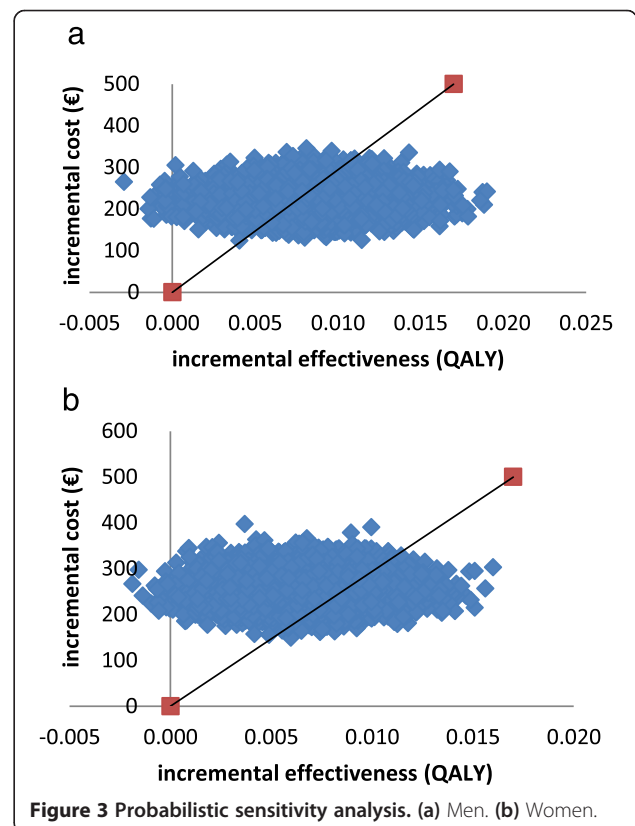 a
incremental cost (€)
500
400
300
200
100
0
-0.005 0.000 0.005 0.010 0.015 0.020 0.025
incremental effectiveness (QALY)
b
incremental cost (€)
600
500
400
300
200
100
0
-0.005 0.000 0.005 0.010 0.015 0.020
incremental effectiveness (QALY)
Figure 3 Probabilistic sensitivity analysis. (a) Men. (b) Women.